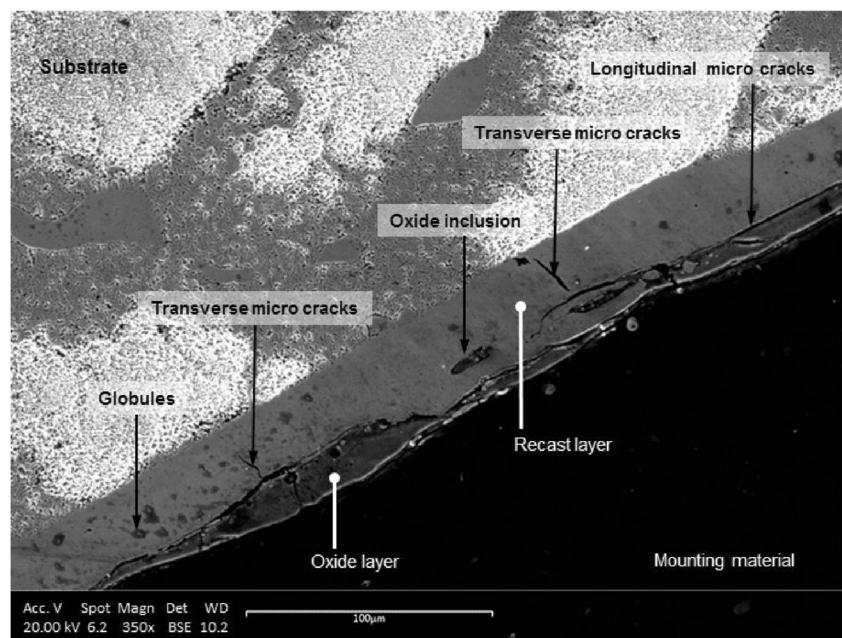 Substrate
Longitudinal micro cracks
Transverse micro cracks
Oxide inclusion
Transverse micro cracks
Globules
Recast layer
Oxide layer
Mounting material
Acc. V Spot Magn Det WD
20.00 kV 6.2 350x BSE 10.2
100µm